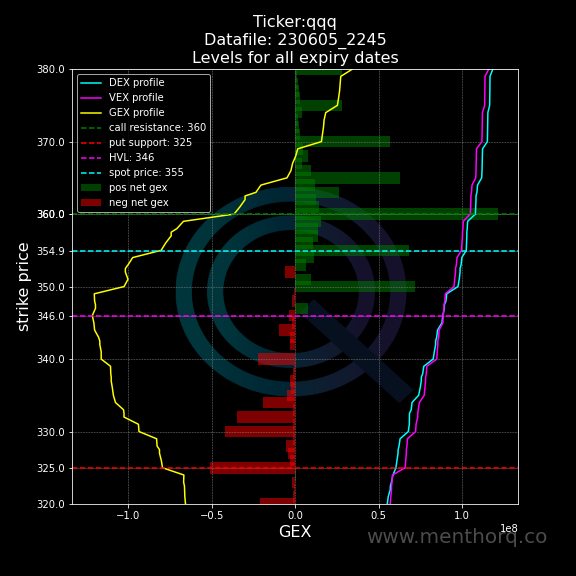 Ticker:qqq
Datafile: 230605_2245
Levels for all expiry dates
DEX profile
VEX profile
GEX profile
call resistance: 360
put support: 325
HVL: 346
spot price: 355
pos net gex
neg net gex
380.0
370.0
360.0
354.9
350.0
346.0
340.0
330.0
325.0
320.0
strike price
−1.0 −0.5 0.0 0.5 1.0
1e8
GEX
www.menthorq.co